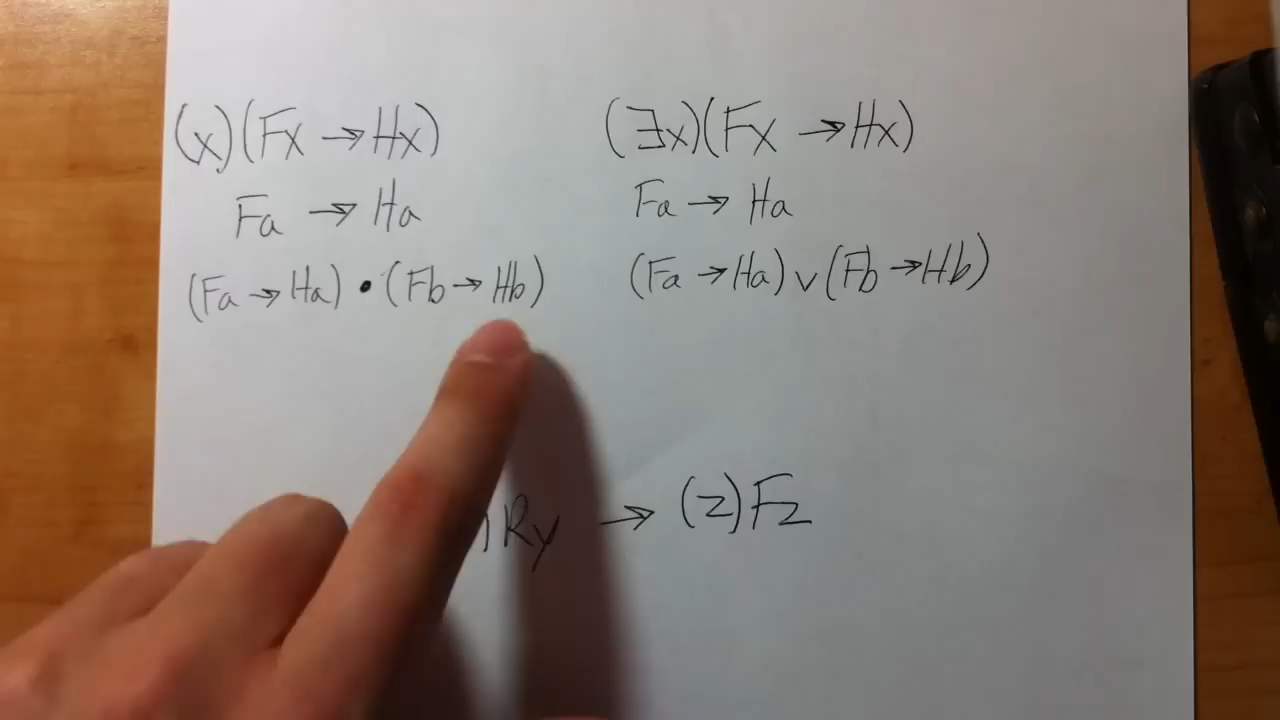 (x)(Fx → Hx) (∃x)(Fx → Hx)
Fa → Ha Fa → Ha
(Fa → Ha) • (Fb → Hb) (Fa → Ha) v (Fb → Hb)
Ry → (z)Fz